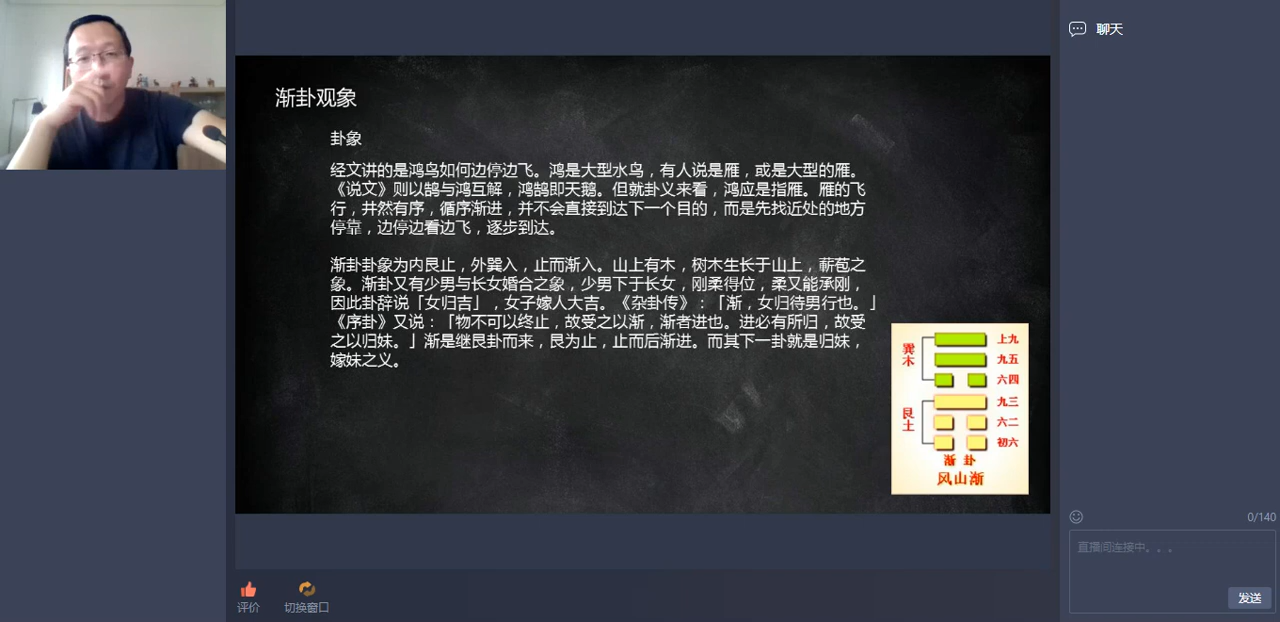 聊天
渐卦观象
卦象
经文讲的是鸿鸟如何边停边飞。鸿是大型水鸟，有人说是雁，或是大型的雁。
《说文》则以鹄与鸿互解，鸿鹄即天鹅。但就卦义来看，鸿应是指雁。雁的飞
行，井然有序，循序渐进，并不会直接到达下一个目的，而是先找近处的地方
停靠，边停边看边飞，逐步到达。
渐卦卦象为内艮止，外巽入，止而渐入。山上有木，树木生长于山上，蕲苞之
象。渐卦又有少男与长女婚合之象，少男下于长女，刚柔得位，柔又能承刚，
因此卦辞说「女归吉」，女子嫁人大吉。《杂卦传》：「渐，女归待男行也。」
《序卦》又说：「物不可以终止，故受之以渐，渐者进也。进必有所归，故受
之以归妹。」渐是继艮卦而来，艮为止，止而后渐进。而其下一卦就是归妹，
嫁妹之义。
巽木
上九
九五
六四
艮土
九三
六二
初六
渐卦
风山渐
0/140
直播间连接中。。。
发送
评价
切换窗口